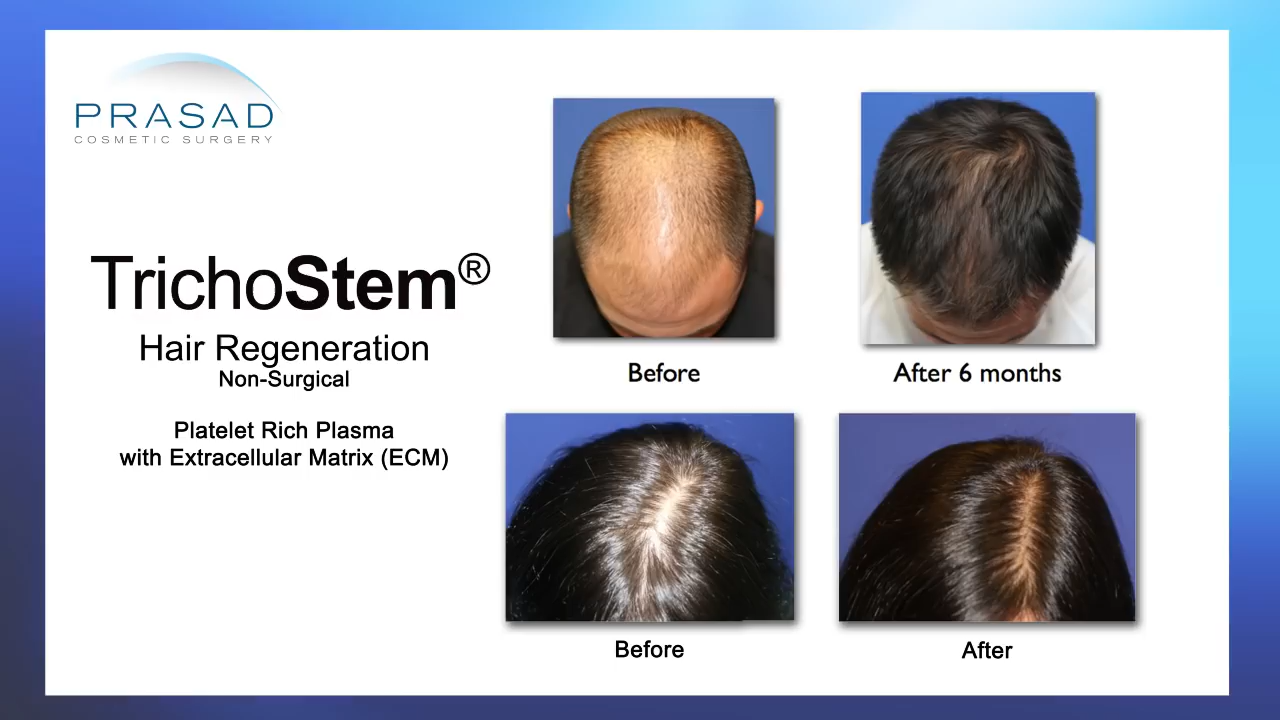 PRASAD
COSMETIC SURGERY
TrichoStem®
Hair Regeneration
Non-Surgical
Platelet Rich Plasma
with Extracellular Matrix (ECM)
Before
After 6 months
Before
After